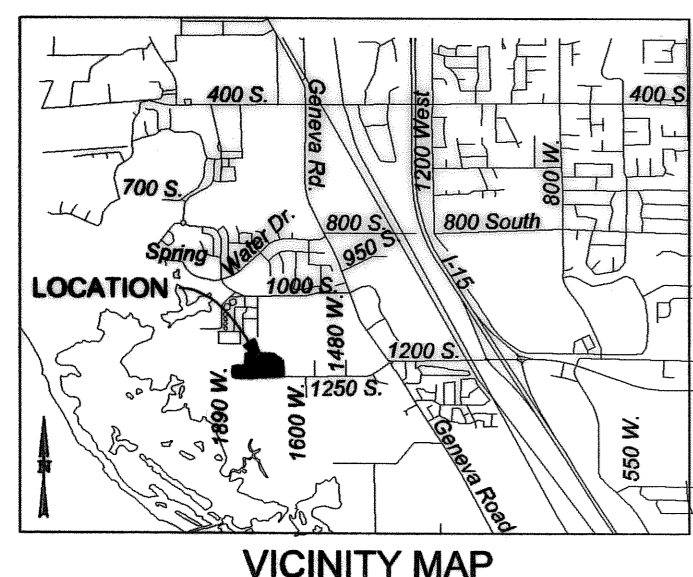 400 S.
Geneva Rd.
1200 West
400 S.
800 W.
700 S.
Spring Water Dr.
800 S.
800 South
950 S.
I-15
LOCATION
1000 S.
1480 W.
1200 S.
1890 W.
1600 W.
1250 S.
Geneva Road
550 W.
N
VICINITY MAP